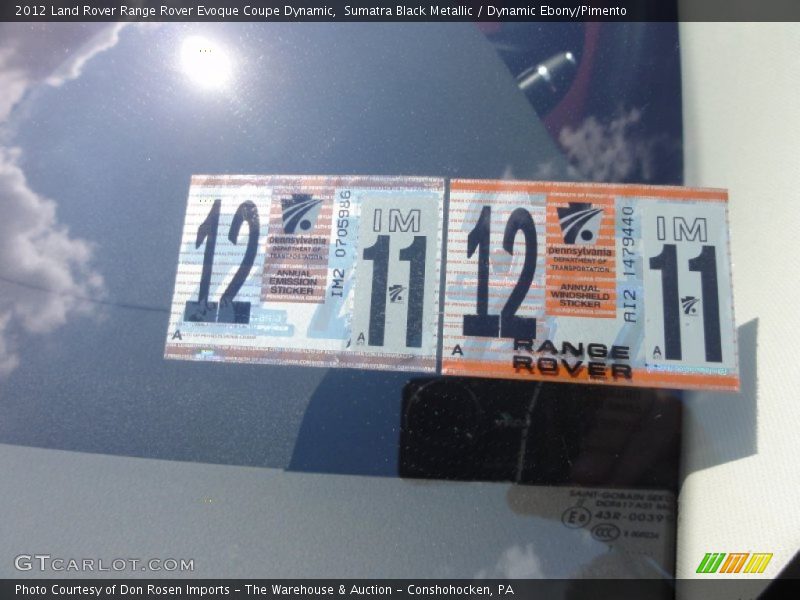 2012 Land Rover Range Rover Evoque Coupe Dynamic, Sumatra Black Metallic / Dynamic Ebony/Pimento
12
pennsylvania
DEPARTMENT OF
TRANSPORTATION
ANNUAL
EMISSION
STICKER
IM2 0705986
IM
11
A
A
12
pennsylvania
DEPARTMENT OF
TRANSPORTATION
ANNUAL
WINDSHIELD
STICKER
AI2 1479440
IM
11
A
A
RANGE
ROVER
SAINT-GOBAIN
43R-0039
CCC
GTCARLOT.COM
Photo Courtesy of Don Rosen Imports - The Warehouse & Auction - Conshohocken, PA